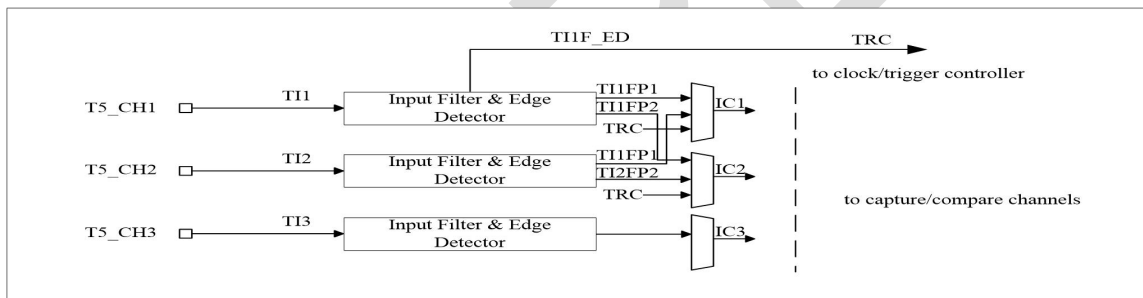 TI1F_ED
TRC
to clock/trigger controller
T5_CH1
TI1
Input Filter & Edge
Detector
TI1FP1
TI1FP2
TRC
IC1
T5_CH2
TI2
Input Filter & Edge
Detector
TI1FP1
TI2FP2
TRC
IC2
to capture/compare channels
T5_CH3
TI3
Input Filter & Edge
Detector
IC3